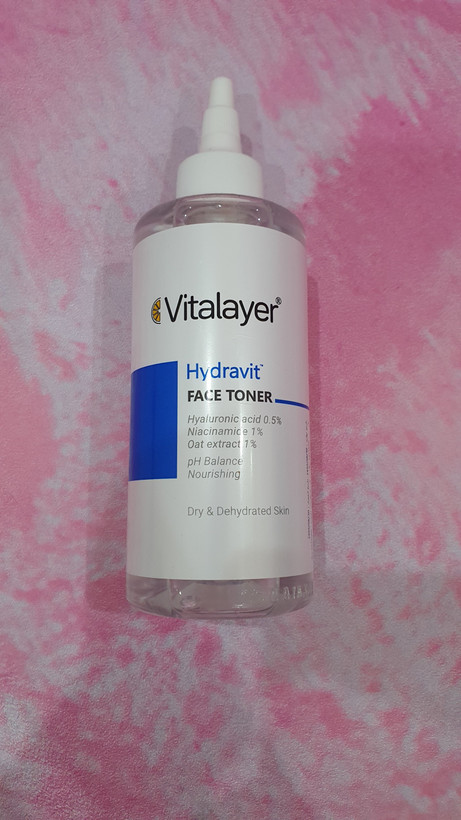 Vitalayer®
Hydravit™
FACE TONER
Hyaluronic acid 0.5%
Niacinamide 1%
Oat extract 1%
pH Balance
Nourishing
Dry & Dehydrated Skin